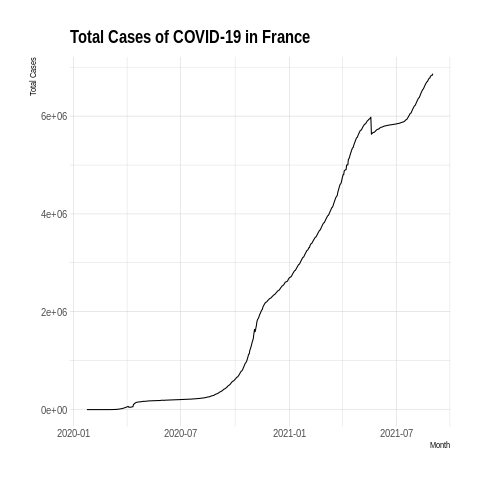 Total Cases of COVID-19 in France
Total Cases
6e+06
4e+06
2e+06
0e+00
2020-01 2020-07 2021-01 2021-07
Month